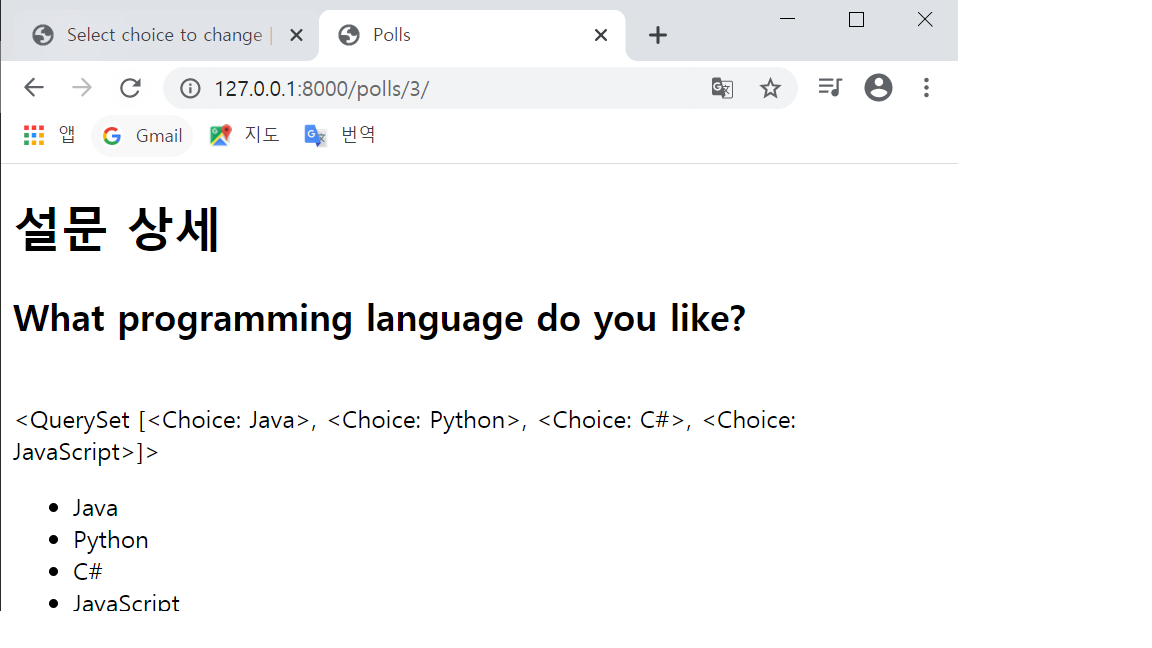 Select choice to change |
Polls
127.0.0.1:8000/polls/3/
앱 Gmail 지도 번역
설문 상세
What programming language do you like?
<QuerySet [<Choice: Java>, <Choice: Python>, <Choice: C#>, <Choice:
JavaScript>]>
Java
Python
C#
JavaScript